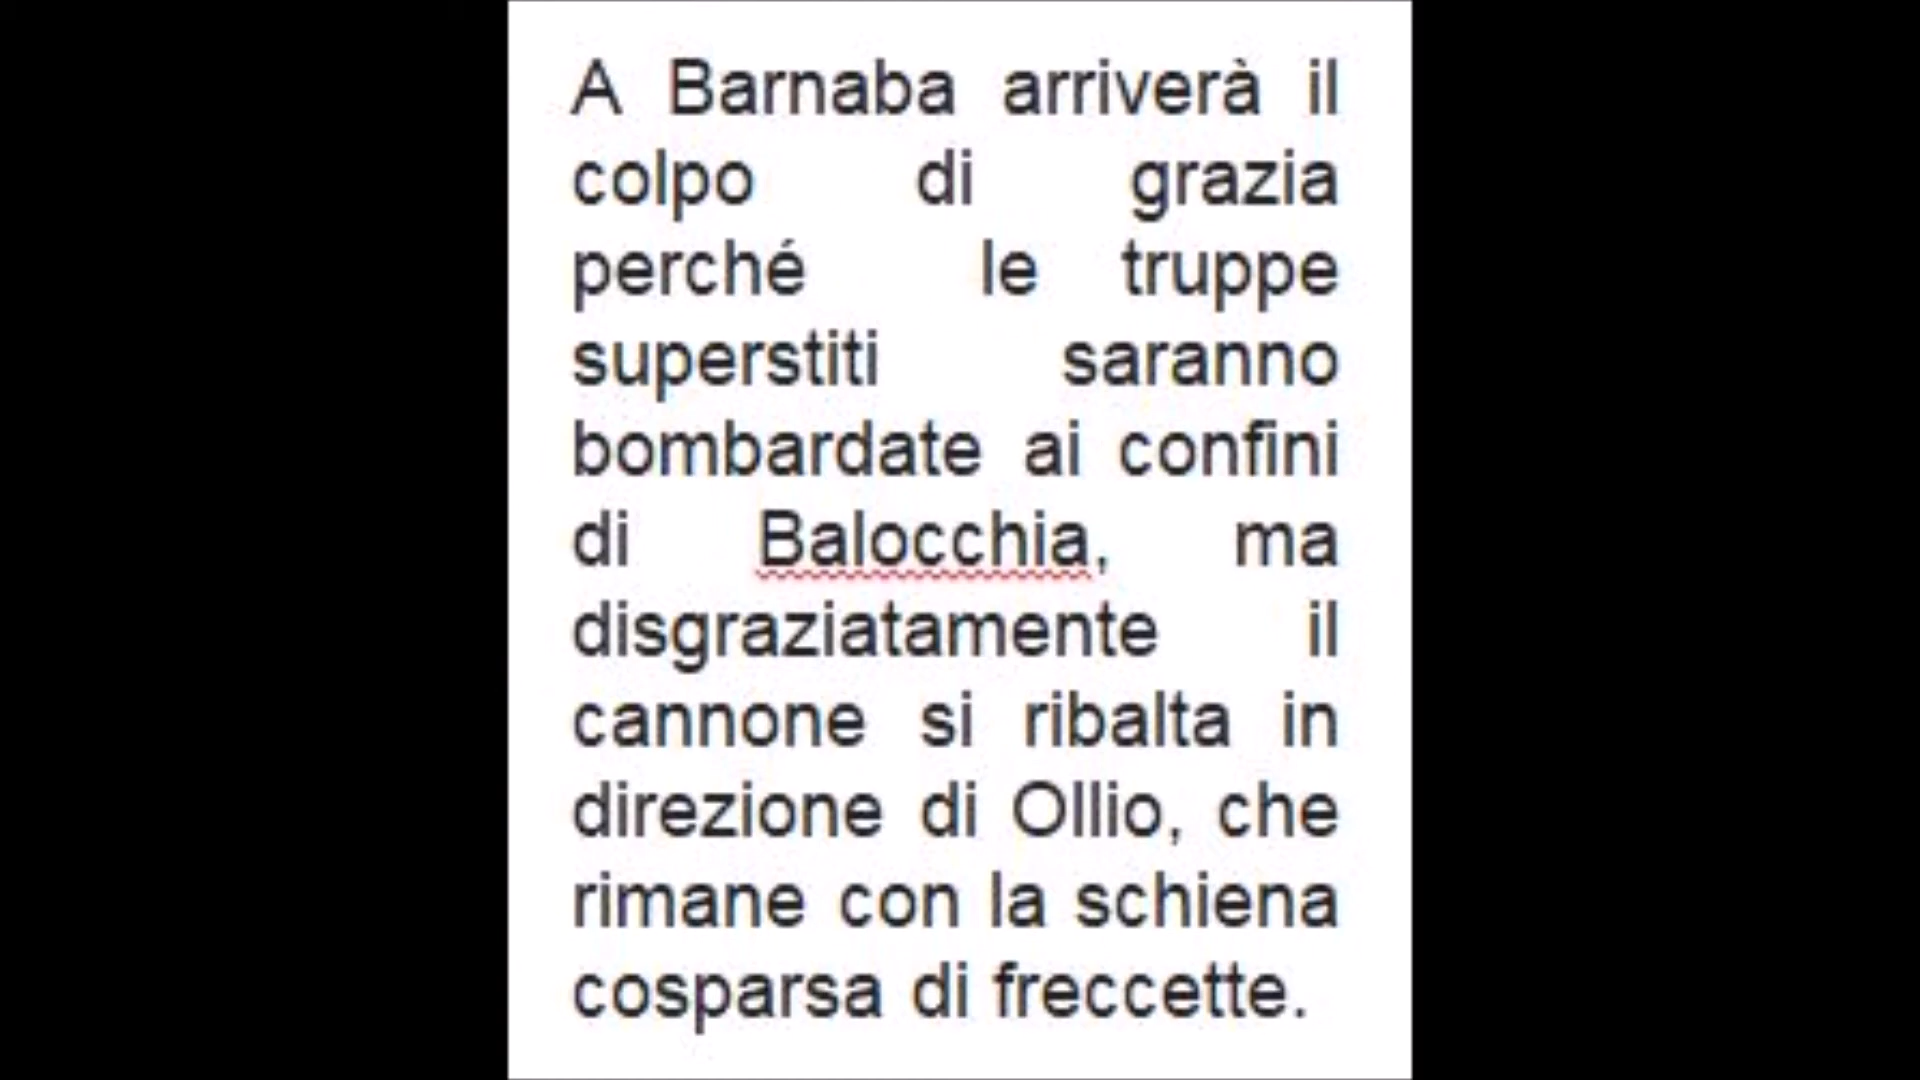 A Barnaba arriverà il
colpo di grazia
perché le truppe
superstiti saranno
bombardate ai confini
di Balocchia, ma
disgraziatamente il
cannone si ribalta in
direzione di Ollio, che
rimane con la schiena
cosparsa di freccette.